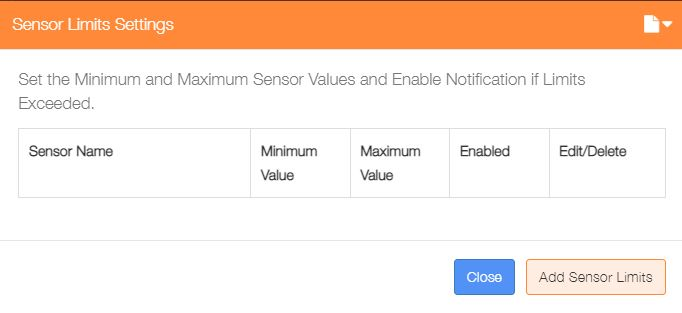 Sensor Limits Settings
Set the Minimum and Maximum Sensor Values and Enable Notification if Limits
Exceeded.
Sensor Name Minimum Maximum Enabled Edit/Delete
Value Value
Close Add Sensor Limits